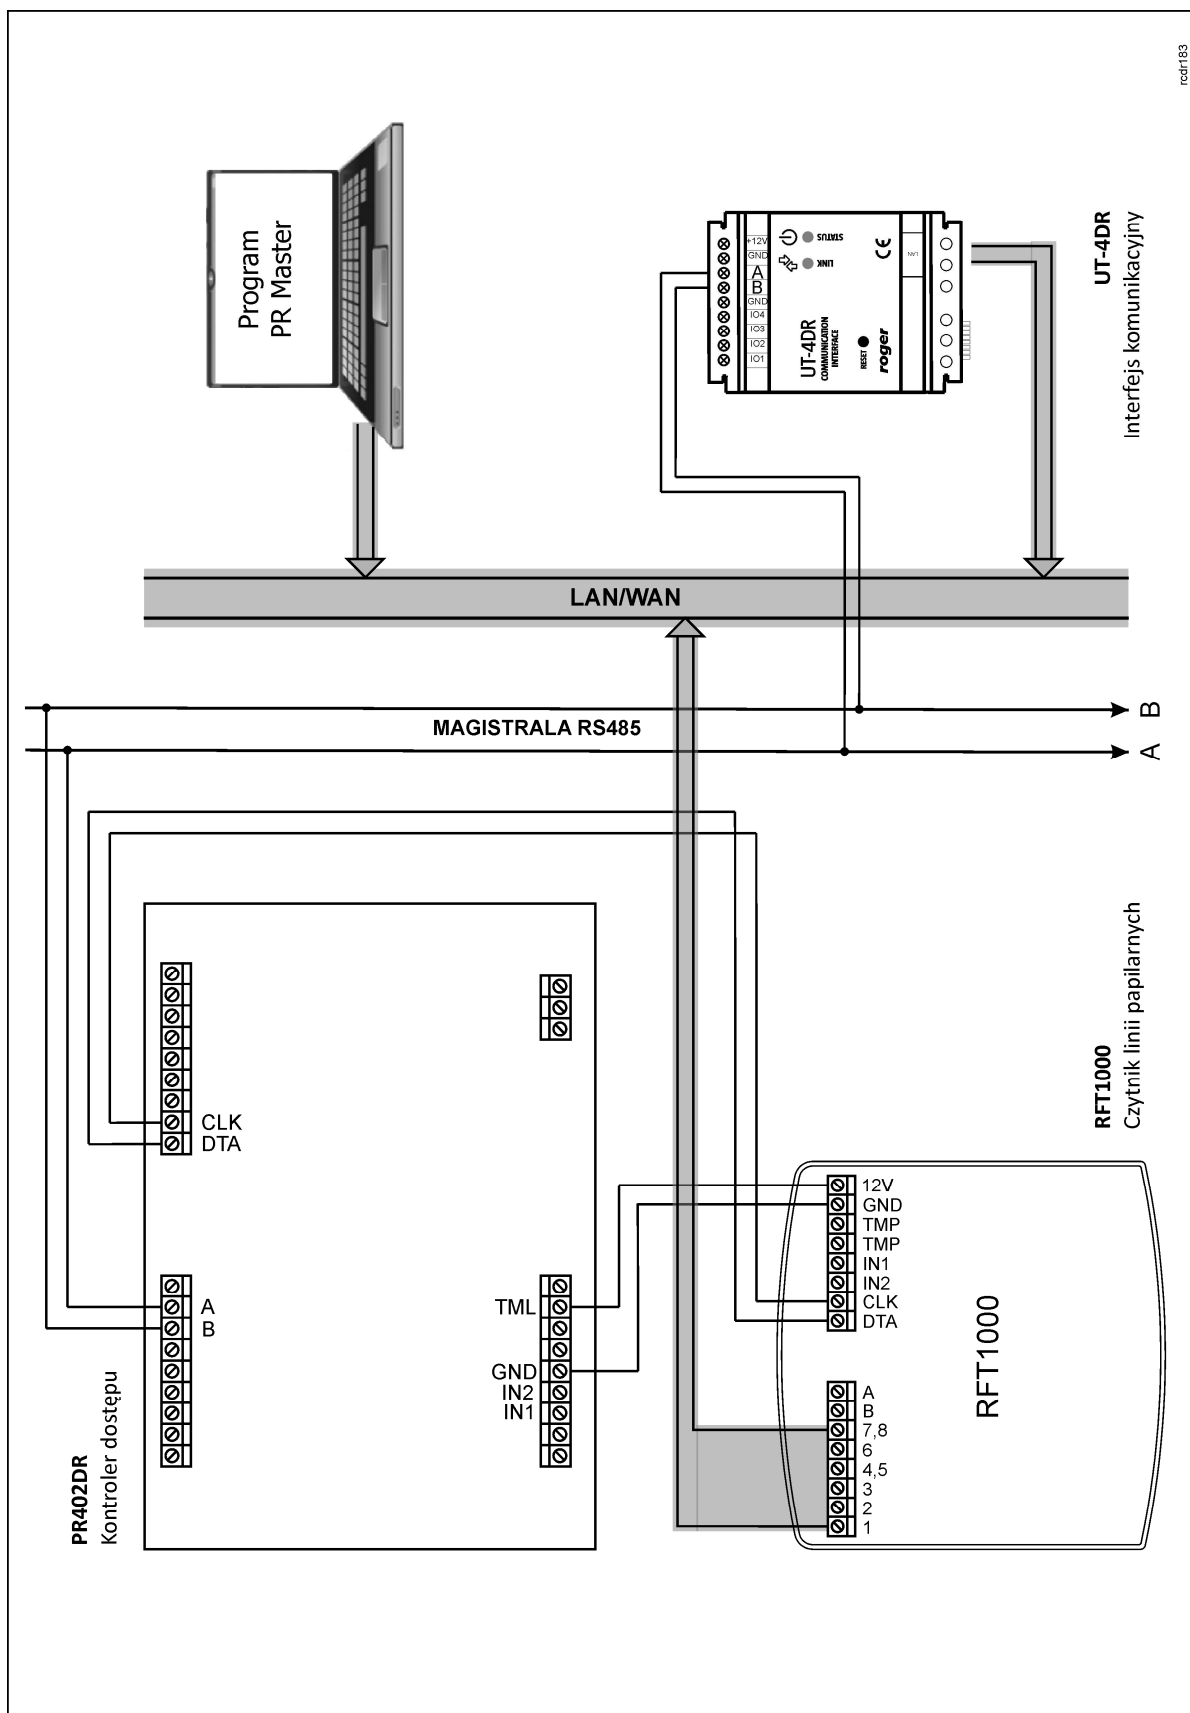 rcdr183
Program
PR Master
+12V
GND
A
B
GND
IO4
IO3
IO2
IO1
STATUS
LINK
UT-4DR
COMMUNICATION
INTERFACE
RESET
roger
CE
LAN
UT-4DR
Interfejs komunikacyjny
LAN/WAN
MAGISTRALA RS485
B
A
CLK
DTA
A
B
TML
GND
IN2
IN1
PR402DR
Kontroler dostępu
RFT1000
Czytnik linii papilarnych
12V
GND
TMP
TMP
IN1
IN2
CLK
DTA
A
B
7,8
6
4,5
3
2
1
RFT1000